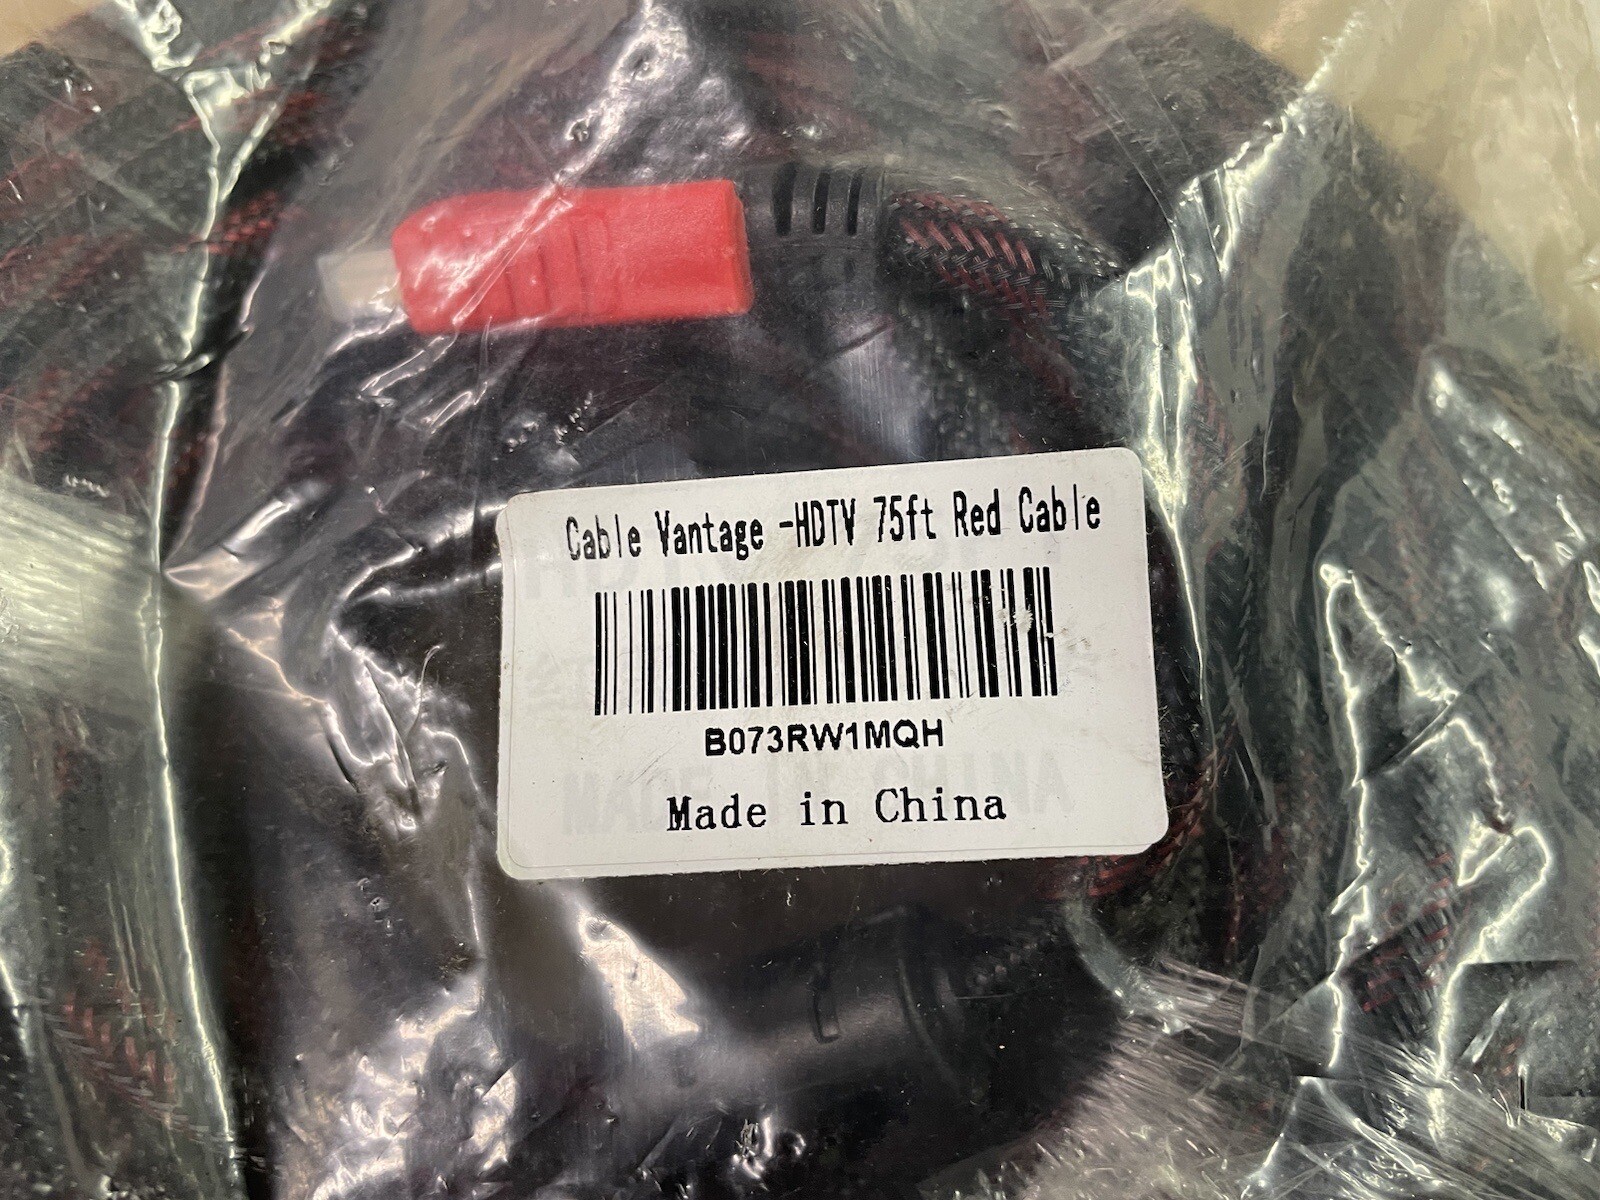 Cable Vantage -HDTV 75ft Red Cable
B073RW1MQH
Made in China